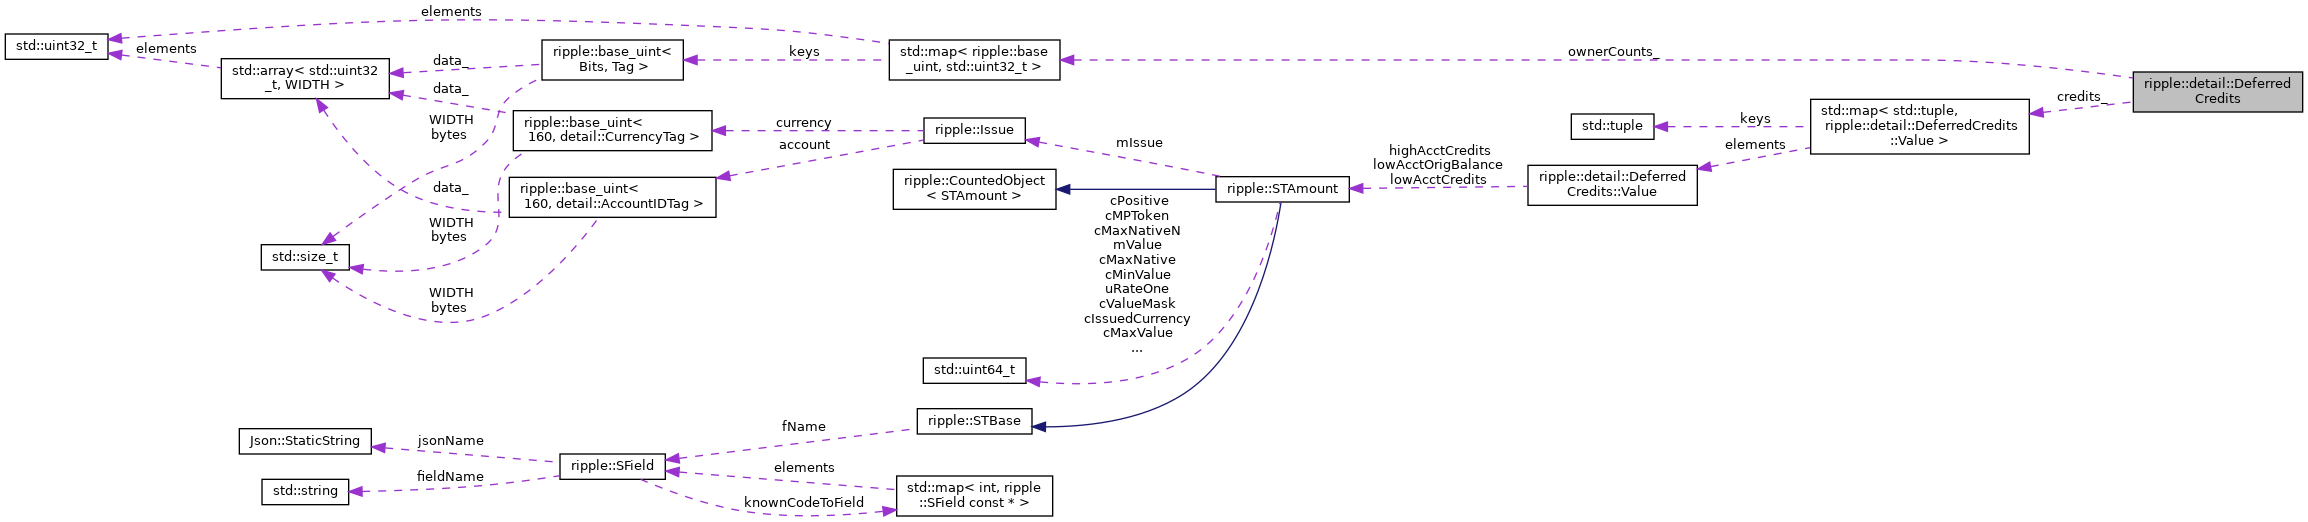 elements
std::uint32_t
elements
std::array< std::uint32
_t, WIDTH >
data_
data_
WIDTH
bytes
data_
WIDTH
bytes
std::size_t
WIDTH
bytes
ripple::base_uint<
Bits, Tag >
ripple::base_uint<
160, detail::CurrencyTag >
ripple::base_uint<
160, detail::AccountIDTag >
keys
currency
account
std::map< ripple::base
_uint, std::uint32_t >
ripple::Issue
ripple::CountedObject
< STAmount >
mIssue
cPositive
cMPToken
cMaxNativeN
mValue
cMaxNative
cMinValue
uRateOne
cValueMask
cIssuedCurrency
cMaxValue
...
ripple::STAmount
highAcctCredits
lowAcctOrigBalance
lowAcctCredits
ownerCounts_
std::tuple
ripple::detail::Deferred
Credits::Value
keys
elements
std::map< std::tuple,
ripple::detail::DeferredCredits
::Value >
credits_
ripple::detail::Deferred
Credits
std::uint64_t
ripple::STBase
fName
Json::StaticString
jsonName
std::string
fieldName
ripple::SField
elements
knownCodeToField
std::map< int, ripple
::SField const * >